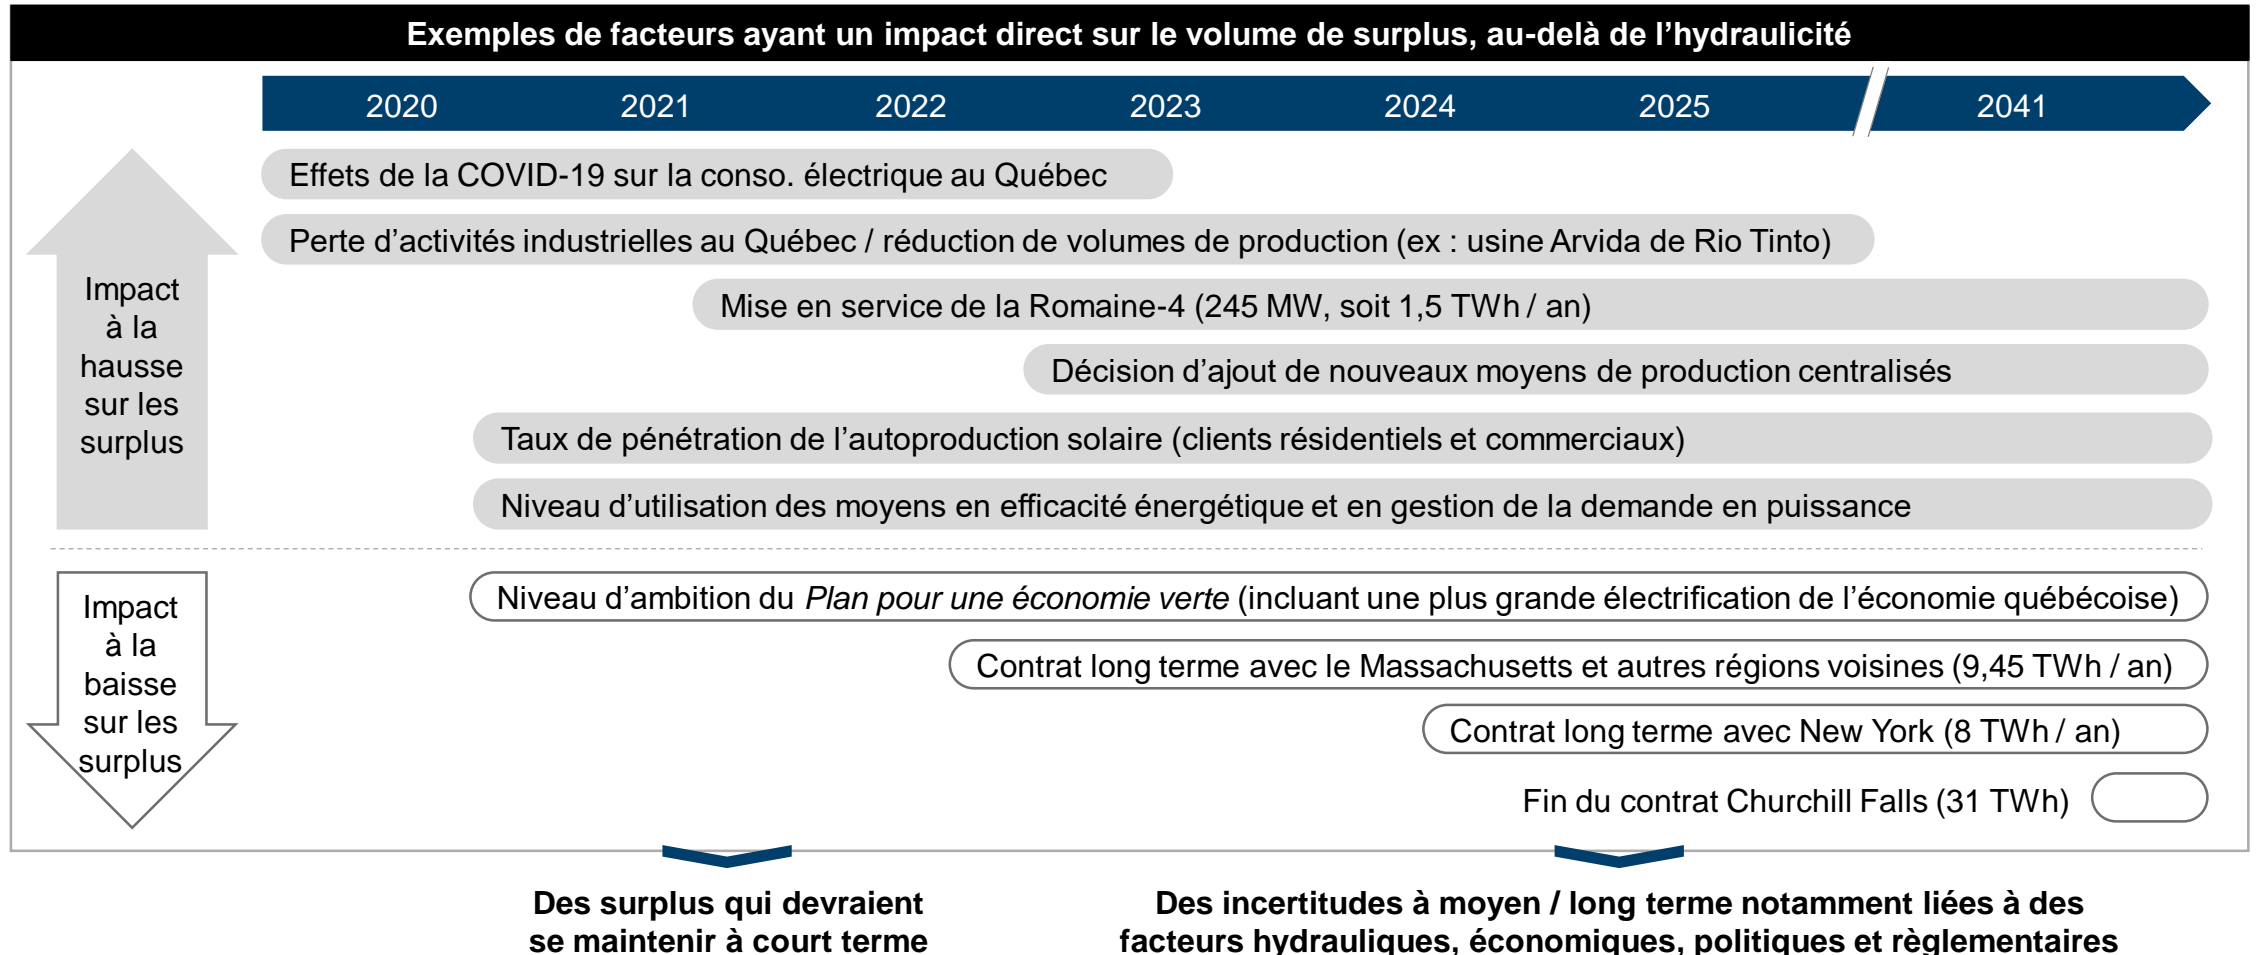 Exemples de facteurs ayant un impact direct sur le volume de surplus, au-delà de l’hydraulicité
2020 2021 2022 2023 2024 2025 2041
Impact
à la
hausse
sur les
surplus
Effets de la COVID-19 sur la conso. électrique au Québec
Perte d’activités industrielles au Québec / réduction de volumes de production (ex : usine Arvida de Rio Tinto)
Mise en service de la Romaine-4 (245 MW, soit 1,5 TWh / an)
Décision d’ajout de nouveaux moyens de production centralisés
Taux de pénétration de l’autoproduction solaire (clients résidentiels et commerciaux)
Niveau d’utilisation des moyens en efficacité énergétique et en gestion de la demande en puissance
Impact
à la
baisse
sur les
surplus
Niveau d’ambition du Plan pour une économie verte (incluant une plus grande électrification de l’économie québécoise)
Contrat long terme avec le Massachusetts et autres régions voisines (9,45 TWh / an)
Contrat long terme avec New York (8 TWh / an)
Fin du contrat Churchill Falls (31 TWh)
Des surplus qui devraient
se maintenir à court terme
Des incertitudes à moyen / long terme notamment liées à des
facteurs hydrauliques, économiques, politiques et règlementaires